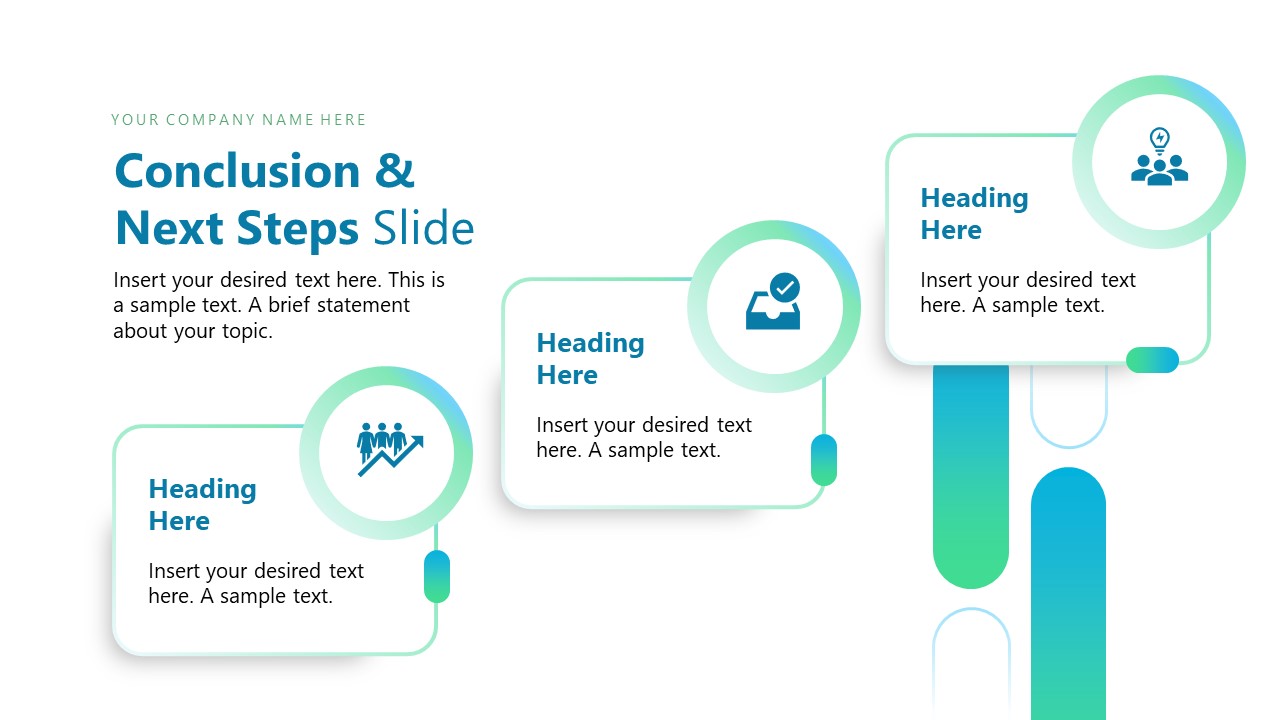 YOUR COMPANY NAME HERE
Conclusion &
Next Steps Slide
Insert your desired text here. This is
a sample text. A brief statement
about your topic.
Heading
Here
Insert your desired text
here. A sample text.
Heading
Here
Insert your desired text
here. A sample text.
Heading
Here
Insert your desired text
here. A sample text.